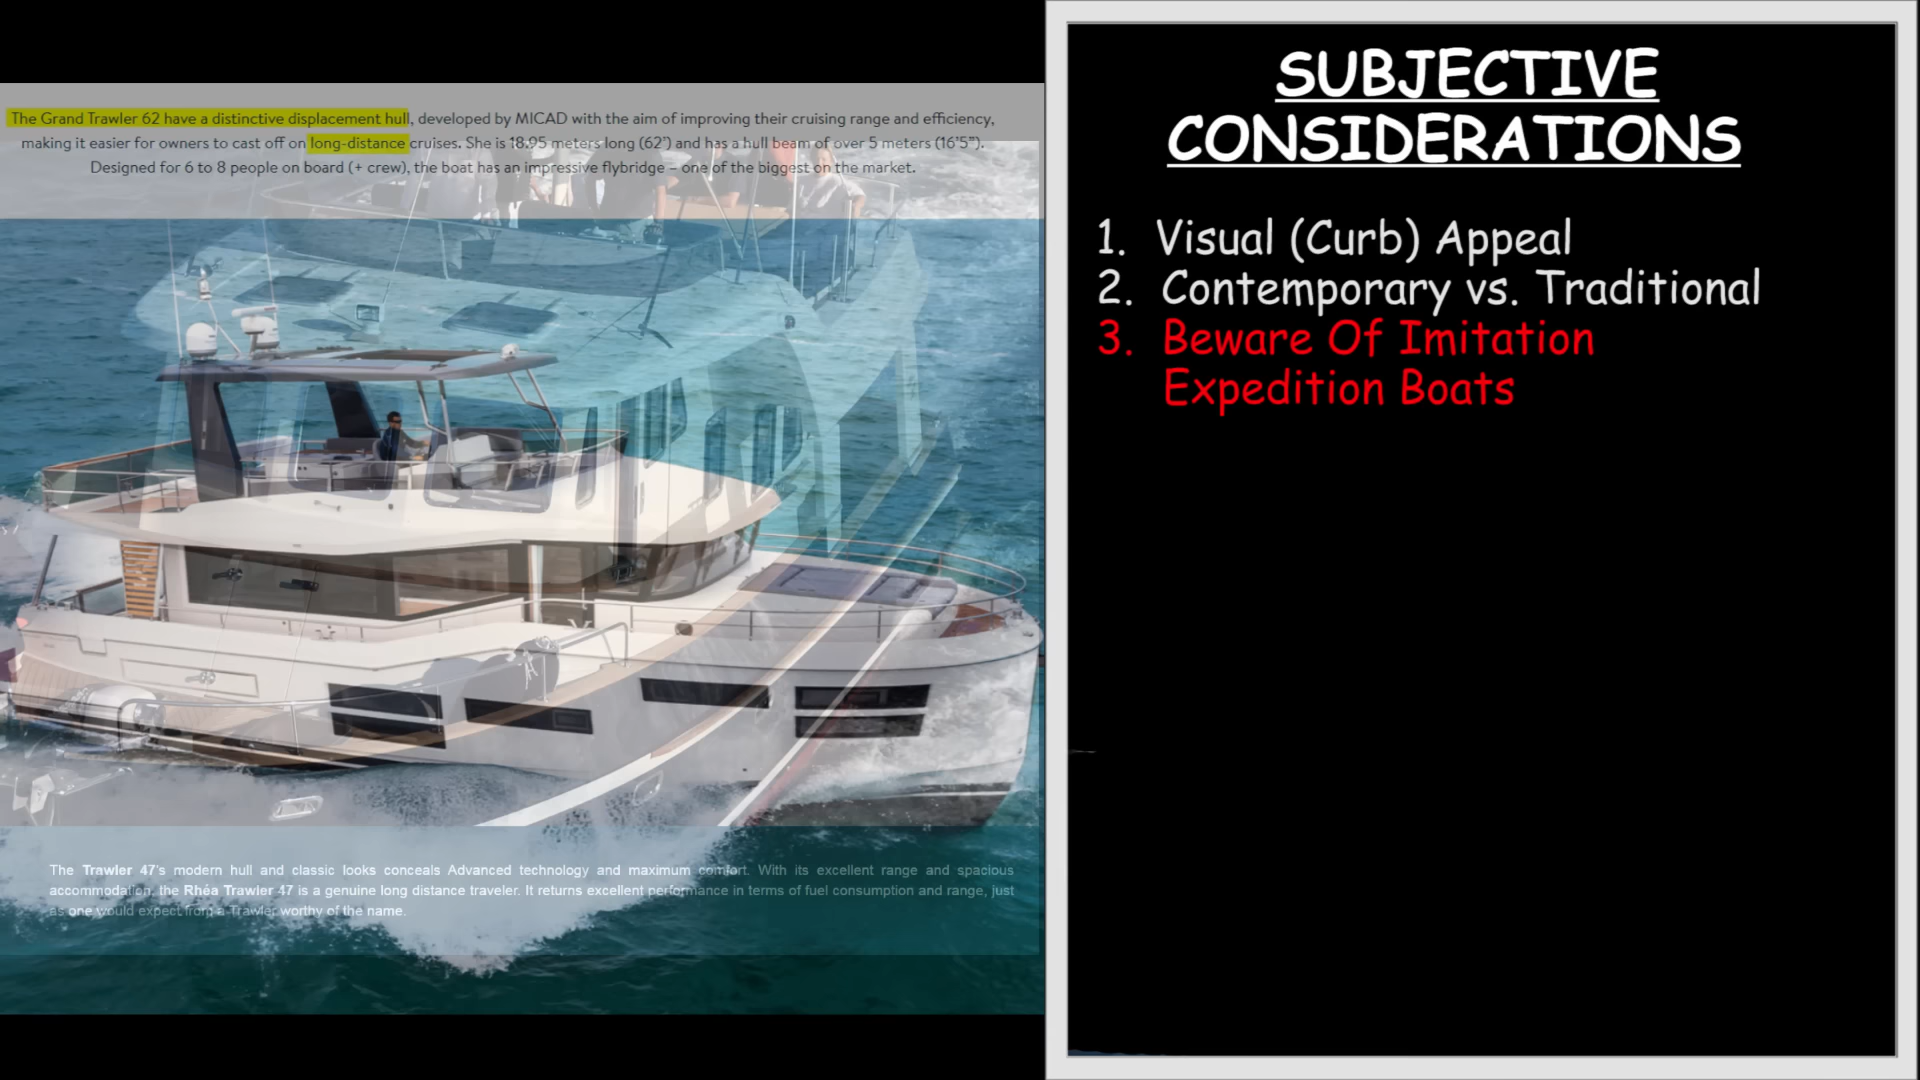 The Grand Trawler 62 have a distinctive displacement hull, developed by MICAD with the aim of improving their cruising range and efficiency,
making it easier for owners to cast off on long-distance cruises. She is 18.95 meters long (62') and has a hull beam of over 5 meters (16'5").
Designed for 6 to 8 people on board (+ crew), the boat has an impressive flybridge – one of the biggest on the market.
The Trawler 47's modern hull and classic looks conceals Advanced technology and maximum comfort. With its excellent range and spacious
accommodation, the Rhéa Trawler 47 is a genuine long distance traveler. It returns excellent performance in terms of fuel consumption and range, just
as one would expect from a Trawler worthy of the name.
SUBJECTIVE
CONSIDERATIONS
1. Visual (Curb) Appeal
2. Contemporary vs. Traditional
3. Beware Of Imitation
Expedition Boats